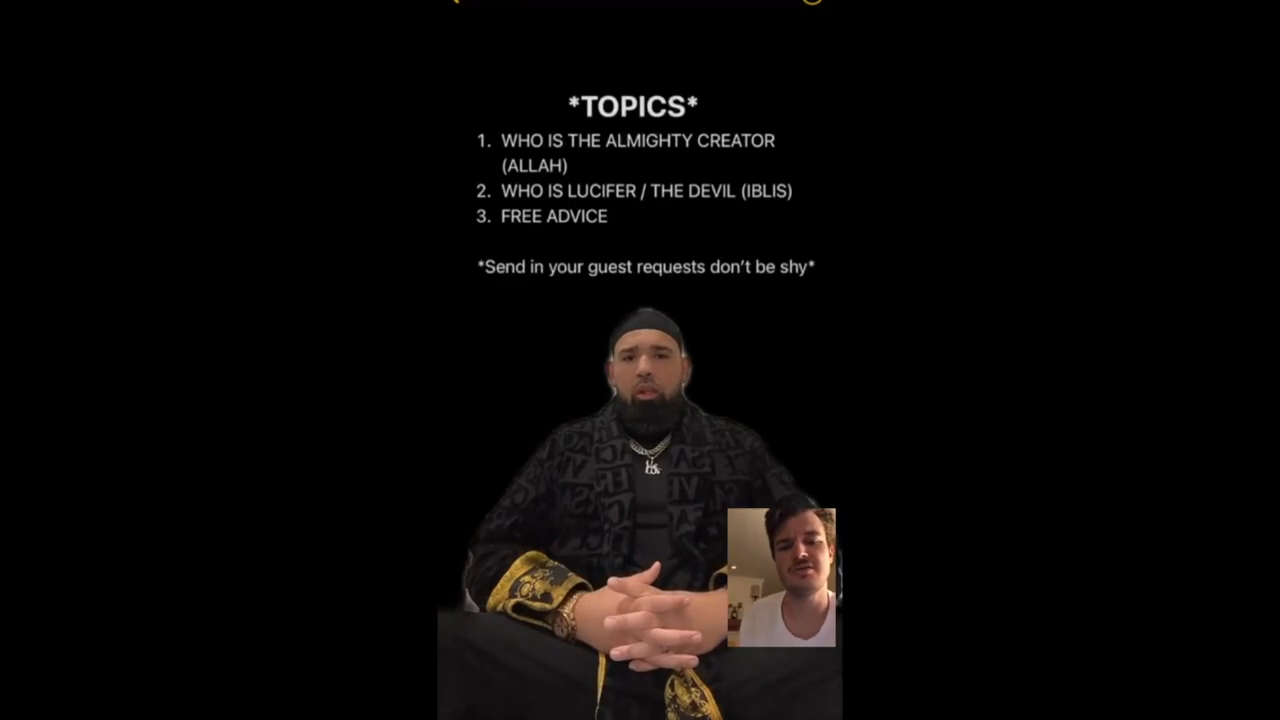 *TOPICS*
1. WHO IS THE ALMIGHTY CREATOR
(ALLAH)
2. WHO IS LUCIFER / THE DEVIL (IBLIS)
3. FREE ADVICE
*Send in your guest requests don't be shy*